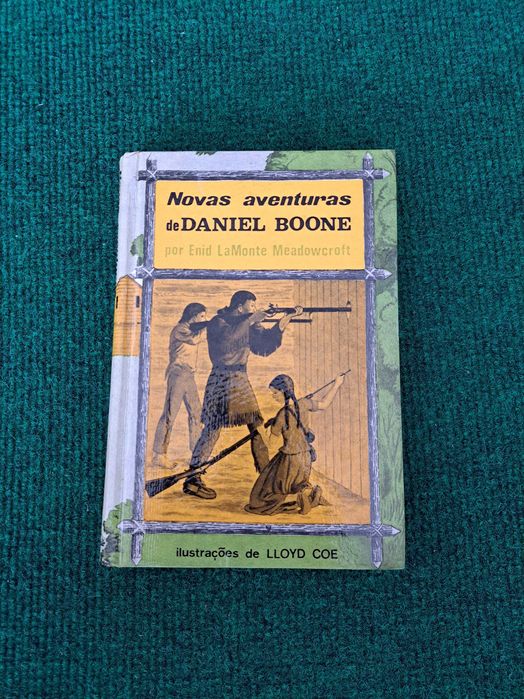 Novas aventuras
de DANIEL BOONE
por Enid LaMonte Meadowcroft
ilustrações de LLOYD COE